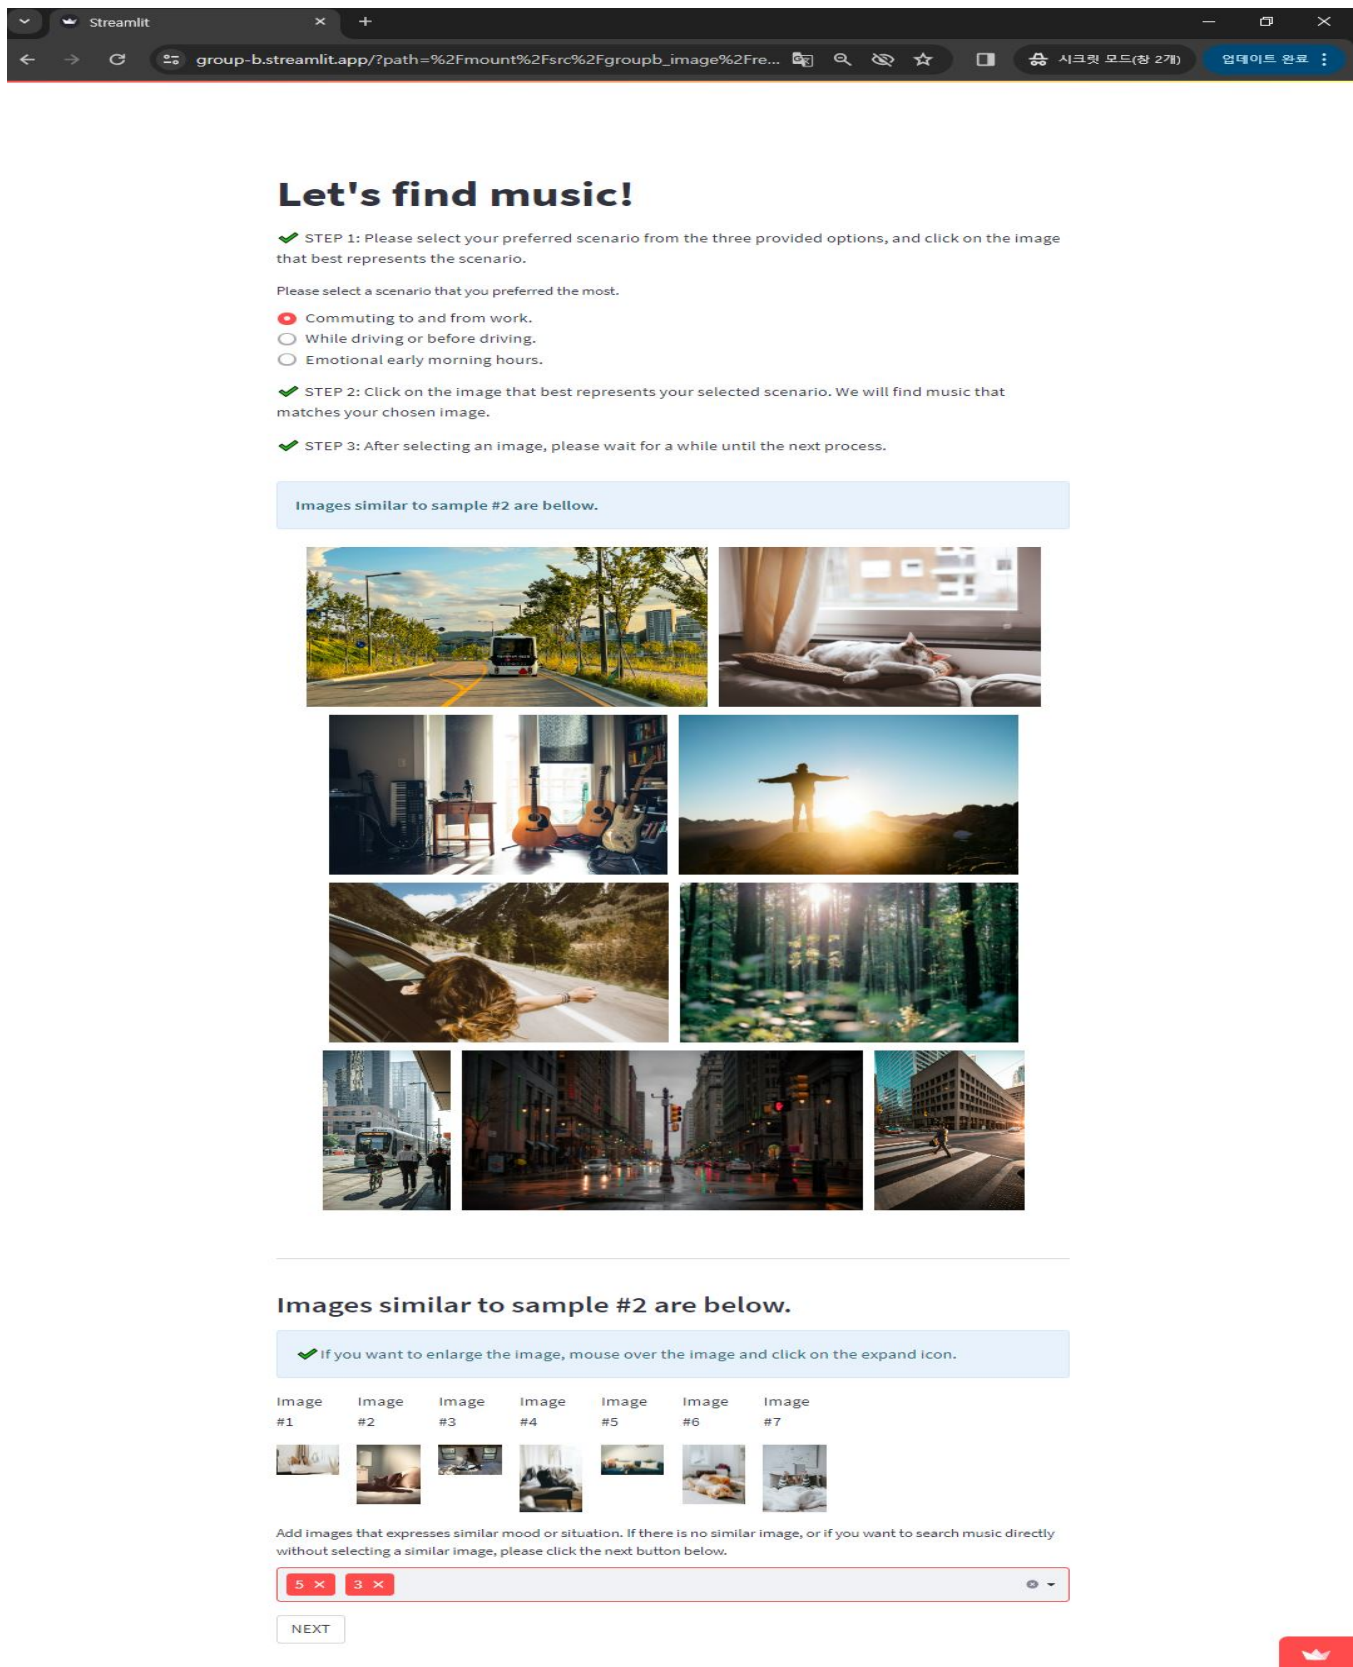 Streamlit
group-b.streamlit.app/?path=%2Fmount%2Fsrc%2Fgroupb_image%2Fre...
시크릿 모드(창 2개)
업데이트 완료
Let's find music!
STEP 1: Please select your preferred scenario from the three provided options, and click on the image
that best represents the scenario.
Please select a scenario that you preferred the most.
Commuting to and from work.
While driving or before driving.
Emotional early morning hours.
STEP 2: Click on the image that best represents your selected scenario. We will find music that
matches your chosen image.
STEP 3: After selecting an image, please wait for a while until the next process.
Images similar to sample #2 are bellow.
Images similar to sample #2 are below.
If you want to enlarge the image, mouse over the image and click on the expand icon.
Image #1 Image #2 Image #3 Image #4 Image #5 Image #6 Image #7
Add images that expresses similar mood or situation. If there is no similar image, or if you want to search music directly
without selecting a similar image, please click the next button below.
5 3
NEXT